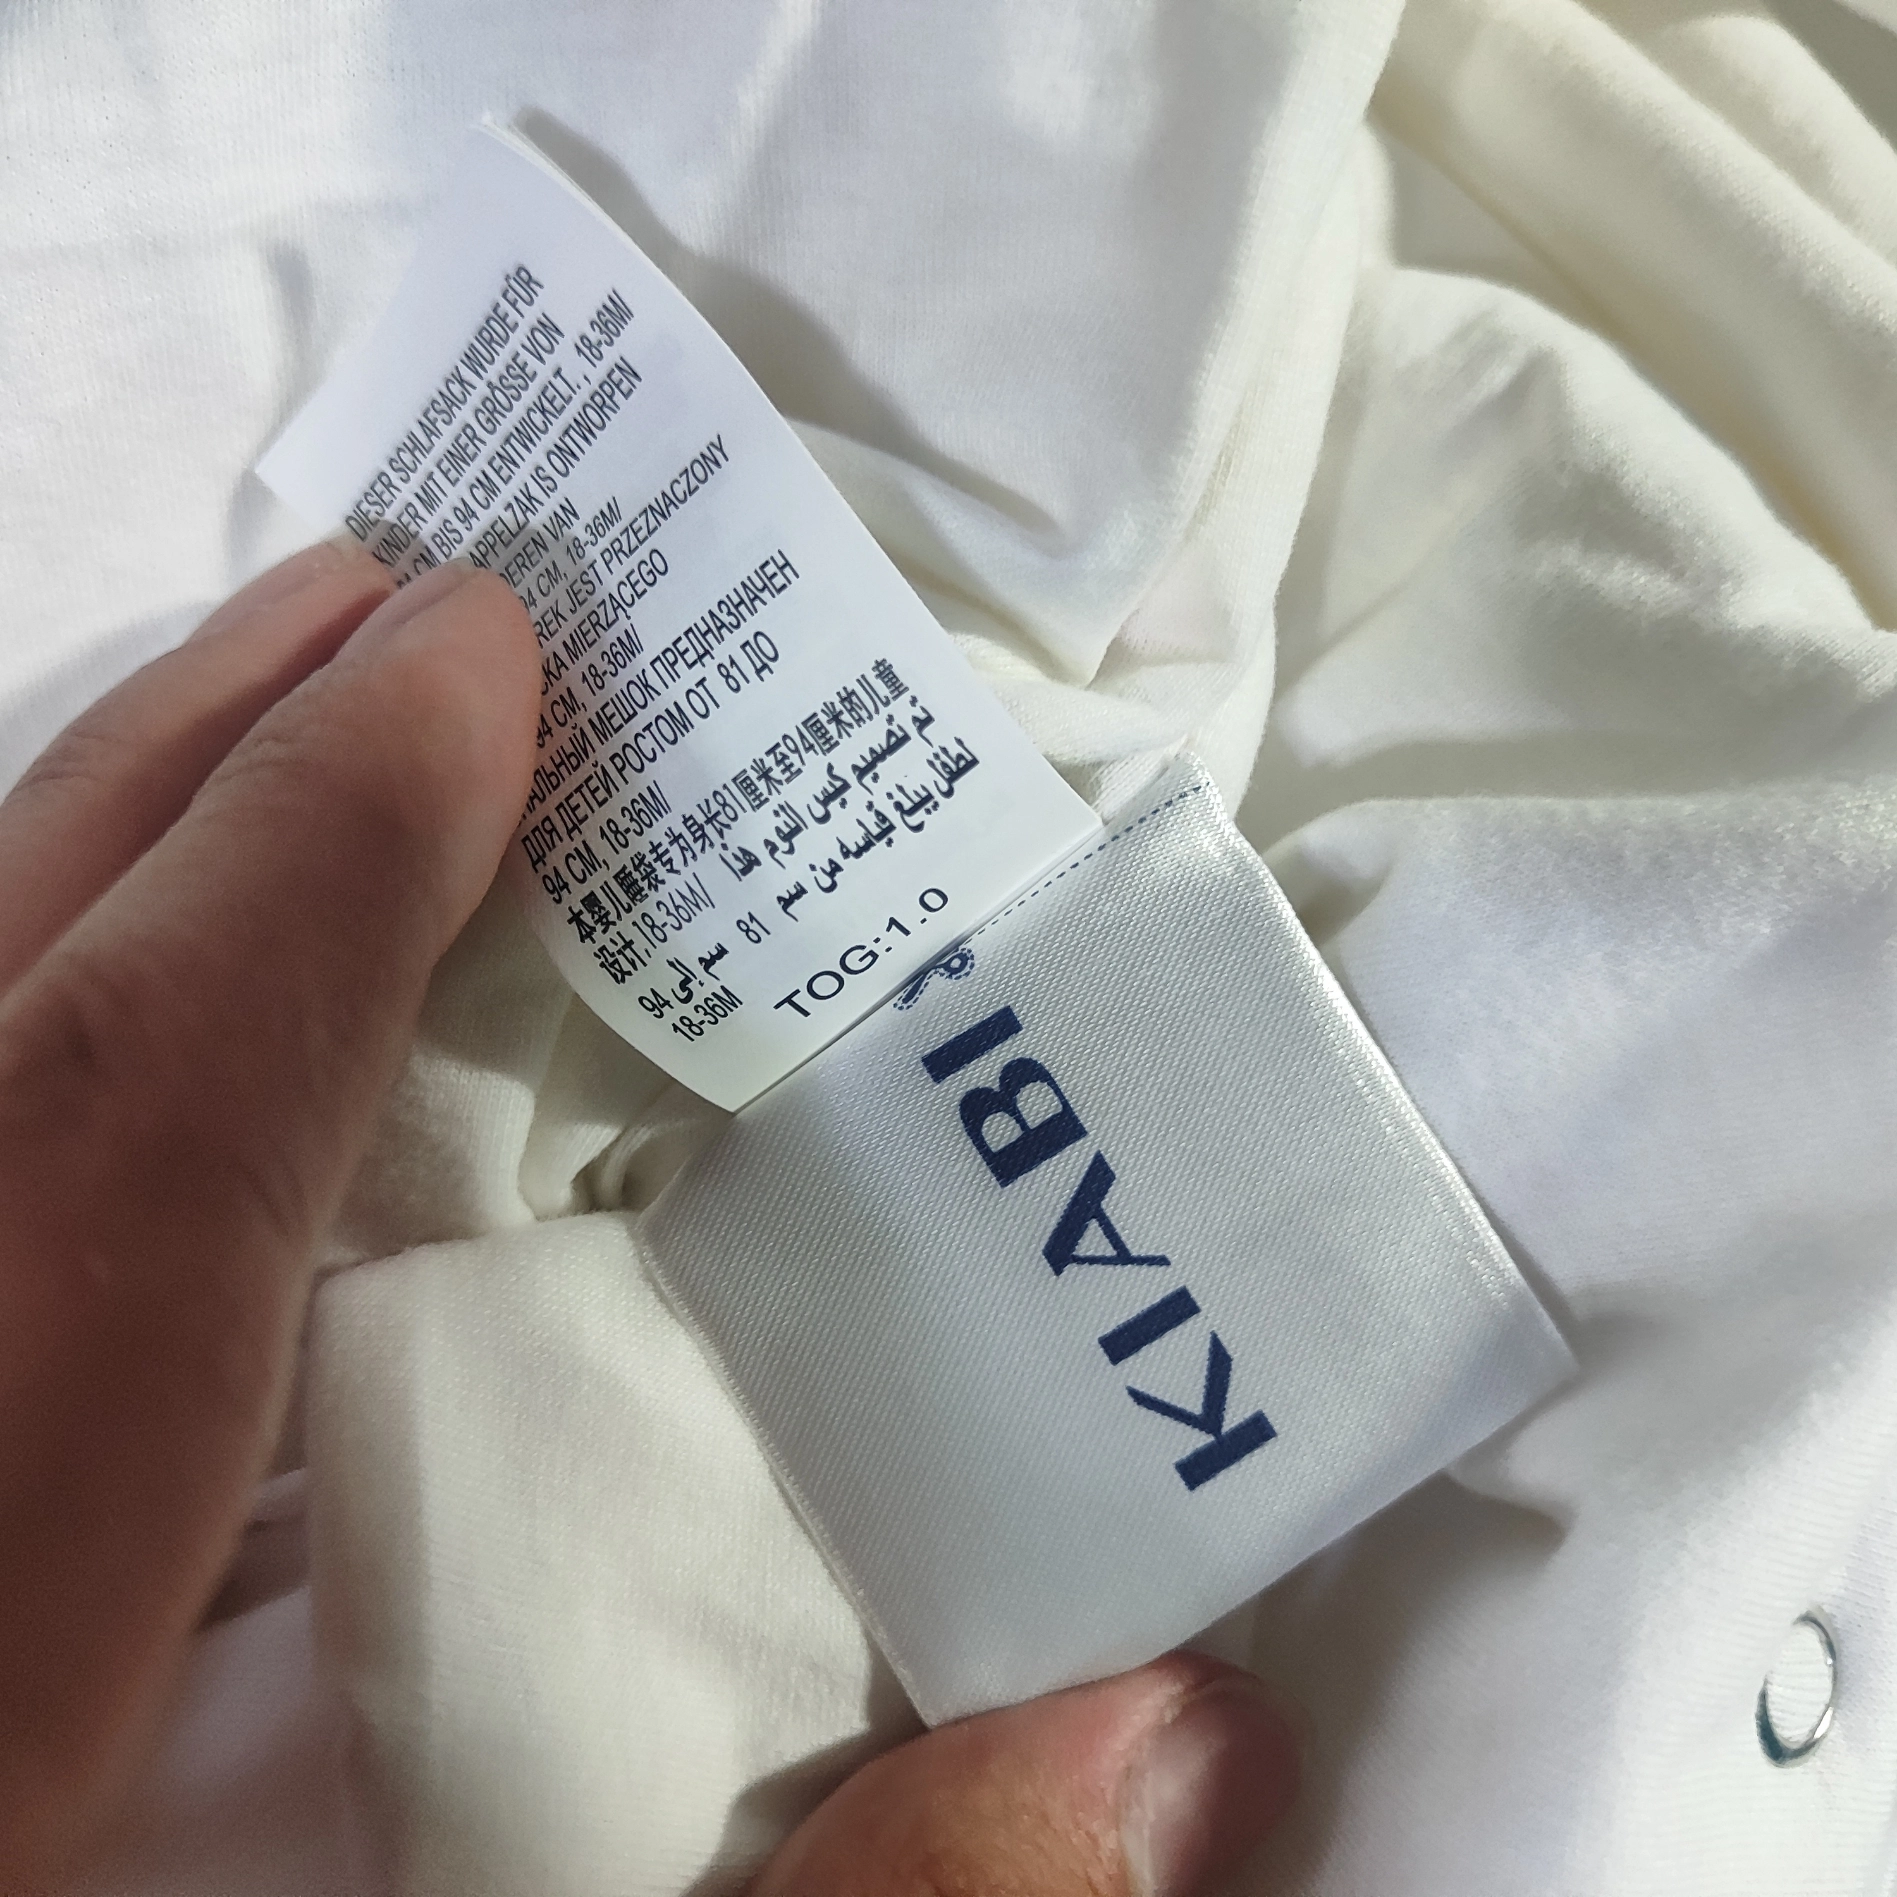 DIESER SCHLAFSACK WURDE FÜR
KINDER MIT EINER GRÖSSE VON
CM BIS 94 CM ENTWICKELT. , 18-36M/
IS ONTWORPEN
VAN
94 CM, 18-36M/
JEST PRZEZNACZONY
MIERZĄCEGO
94 CM, 18-36M/
МЕШОК ПРЕДНАЗНАЧЕН
ДЛЯ ДЕТЕЙ РОСТОМ ОТ 81 ДО
94 CM, 18-36M/
本婴儿睡袋专为身长81厘米至94厘米的儿童
设计,18-36M/
تم تصميم كيس النوم هذا
لطفل يبلغ قياسه من سم 81
سم إلى 94
18-36M
TOG:1.0
KIABI